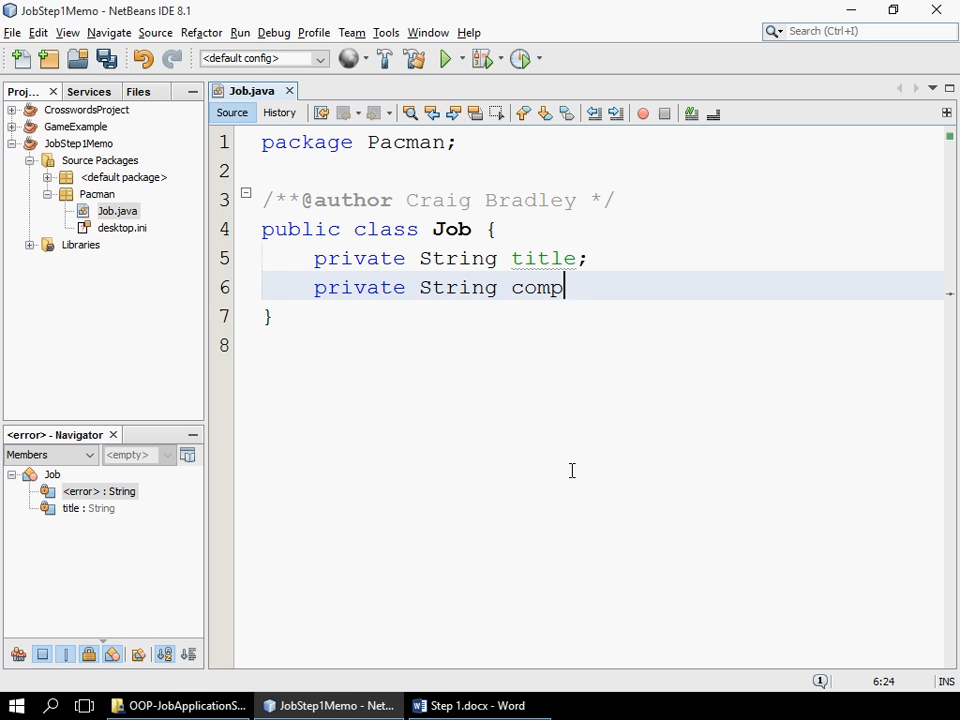 JobStep1Memo - NetBeans IDE 8.1
File Edit View Navigate Source Refactor Run Debug Profile Team Tools Window Help
Search (Ctrl+I)
<default config>
Proj... Services Files
Job.java
Source History
CrosswordsProject
GameExample
JobStep1Memo
Source Packages
<default package>
Pacman
Job.java
desktop.ini
Libraries
1 package Pacman;
2
3 /**@author Craig Bradley */
4 public class Job {
5 private String title;
6 private String comp
7 }
8
<error> - Navigator
Members <empty>
Job
<error> : String
title : String
6:24 INS
OOP-JobApplicationS... JobStep1Memo - Net... Step 1.docx - Word